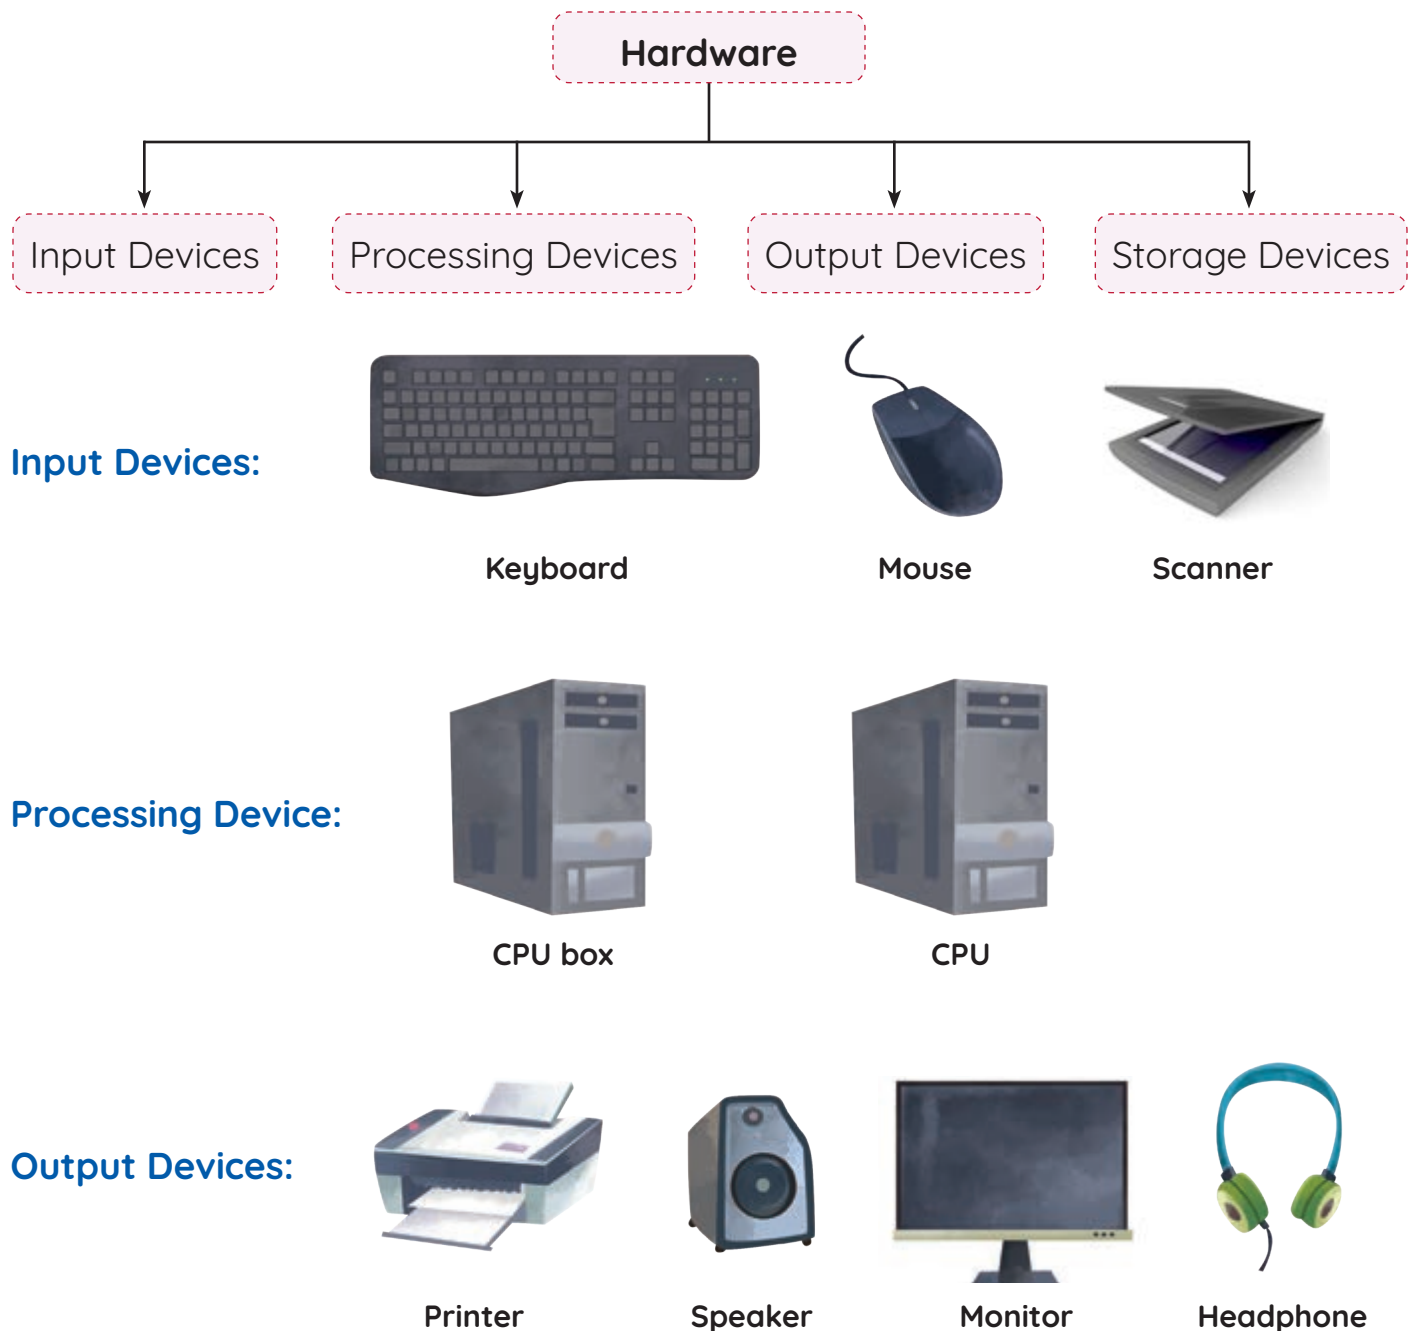 Hardware
Input Devices Processing Devices Output Devices Storage Devices
Input Devices:
Keyboard Mouse Scanner
Processing Device:
CPU box CPU
Output Devices:
Printer Speaker Monitor Headphone